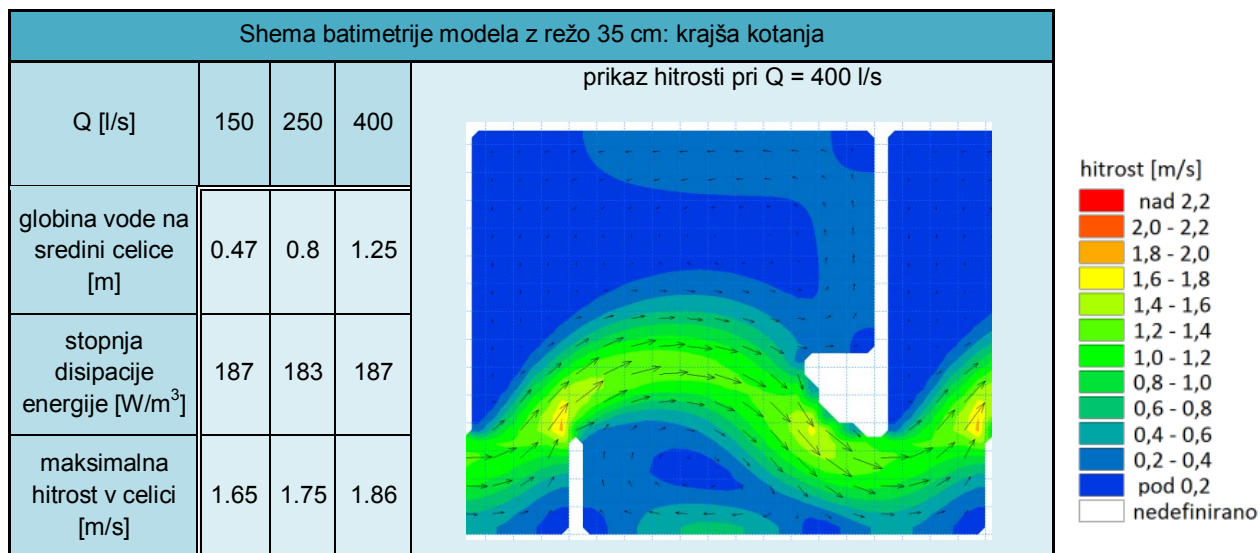 Shema batimetrije modela z režo 35 cm: krajša kotanja
Q [l/s]
150
250
400
prikaz hitrosti pri Q = 400 l/s
globina vode na
sredini celice
[m]
0.47
0.8
1.25
stopnja
disipacije
energije [W/m³]
187
183
187
maksimalna
hitrost v celici
[m/s]
1.65
1.75
1.86
hitrost [m/s]
nad 2,2
2,0 - 2,2
1,8 - 2,0
1,6 - 1,8
1,4 - 1,6
1,2 - 1,4
1,0 - 1,2
0,8 - 1,0
0,6 - 0,8
0,4 - 0,6
0,2 - 0,4
pod 0,2
nedefinirano